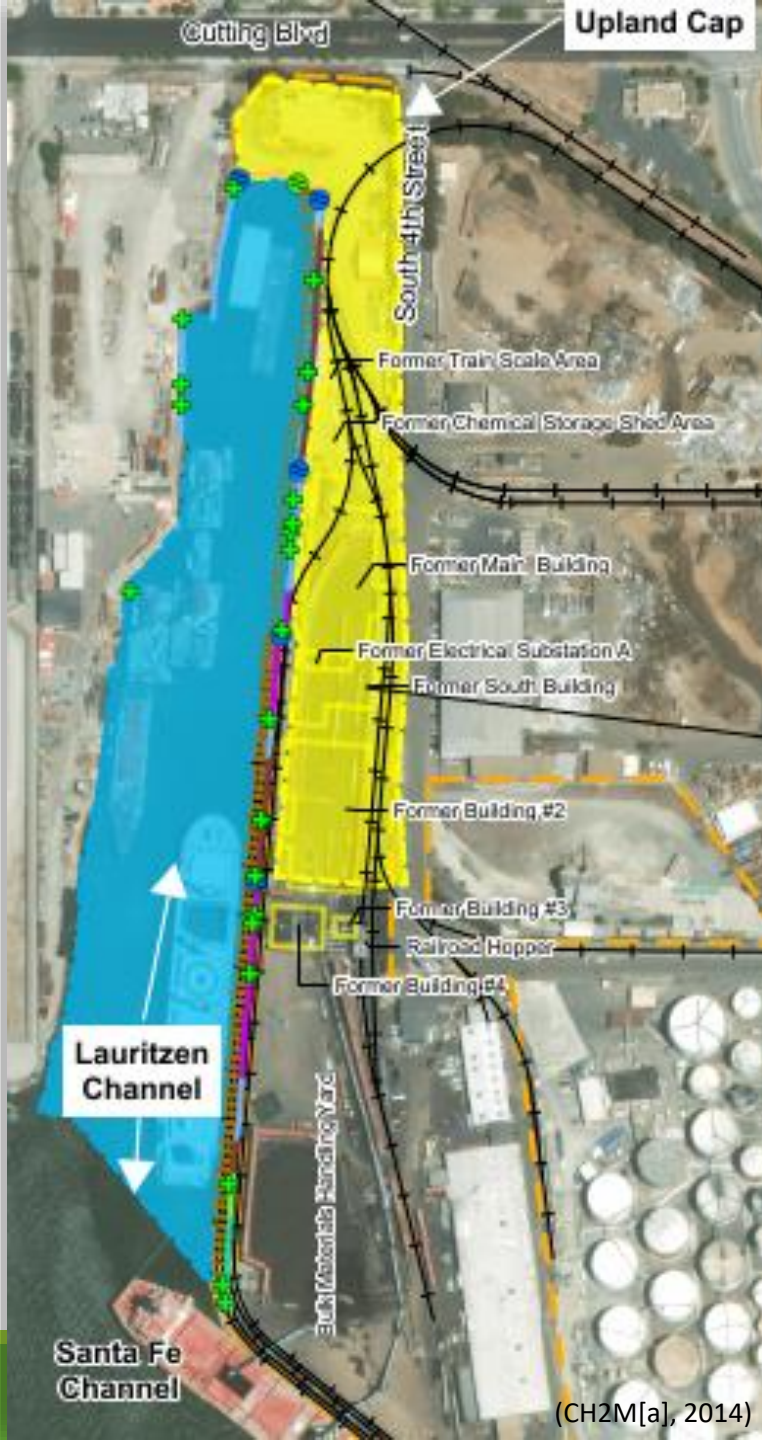 Cutting Blvd
Upland Cap
South 4th Street
Former Train Scale Area
Former Chemical Storage Shed Area
Former Main Building
Former Electrical Substation A
Former South Building
Former Building #2
Former Building #3
Railroad Hopper
Former Building #4
Lauritzen
Channel
Bulk Materials Handling Yard
Santa Fe
Channel
(CH2M[a], 2014)